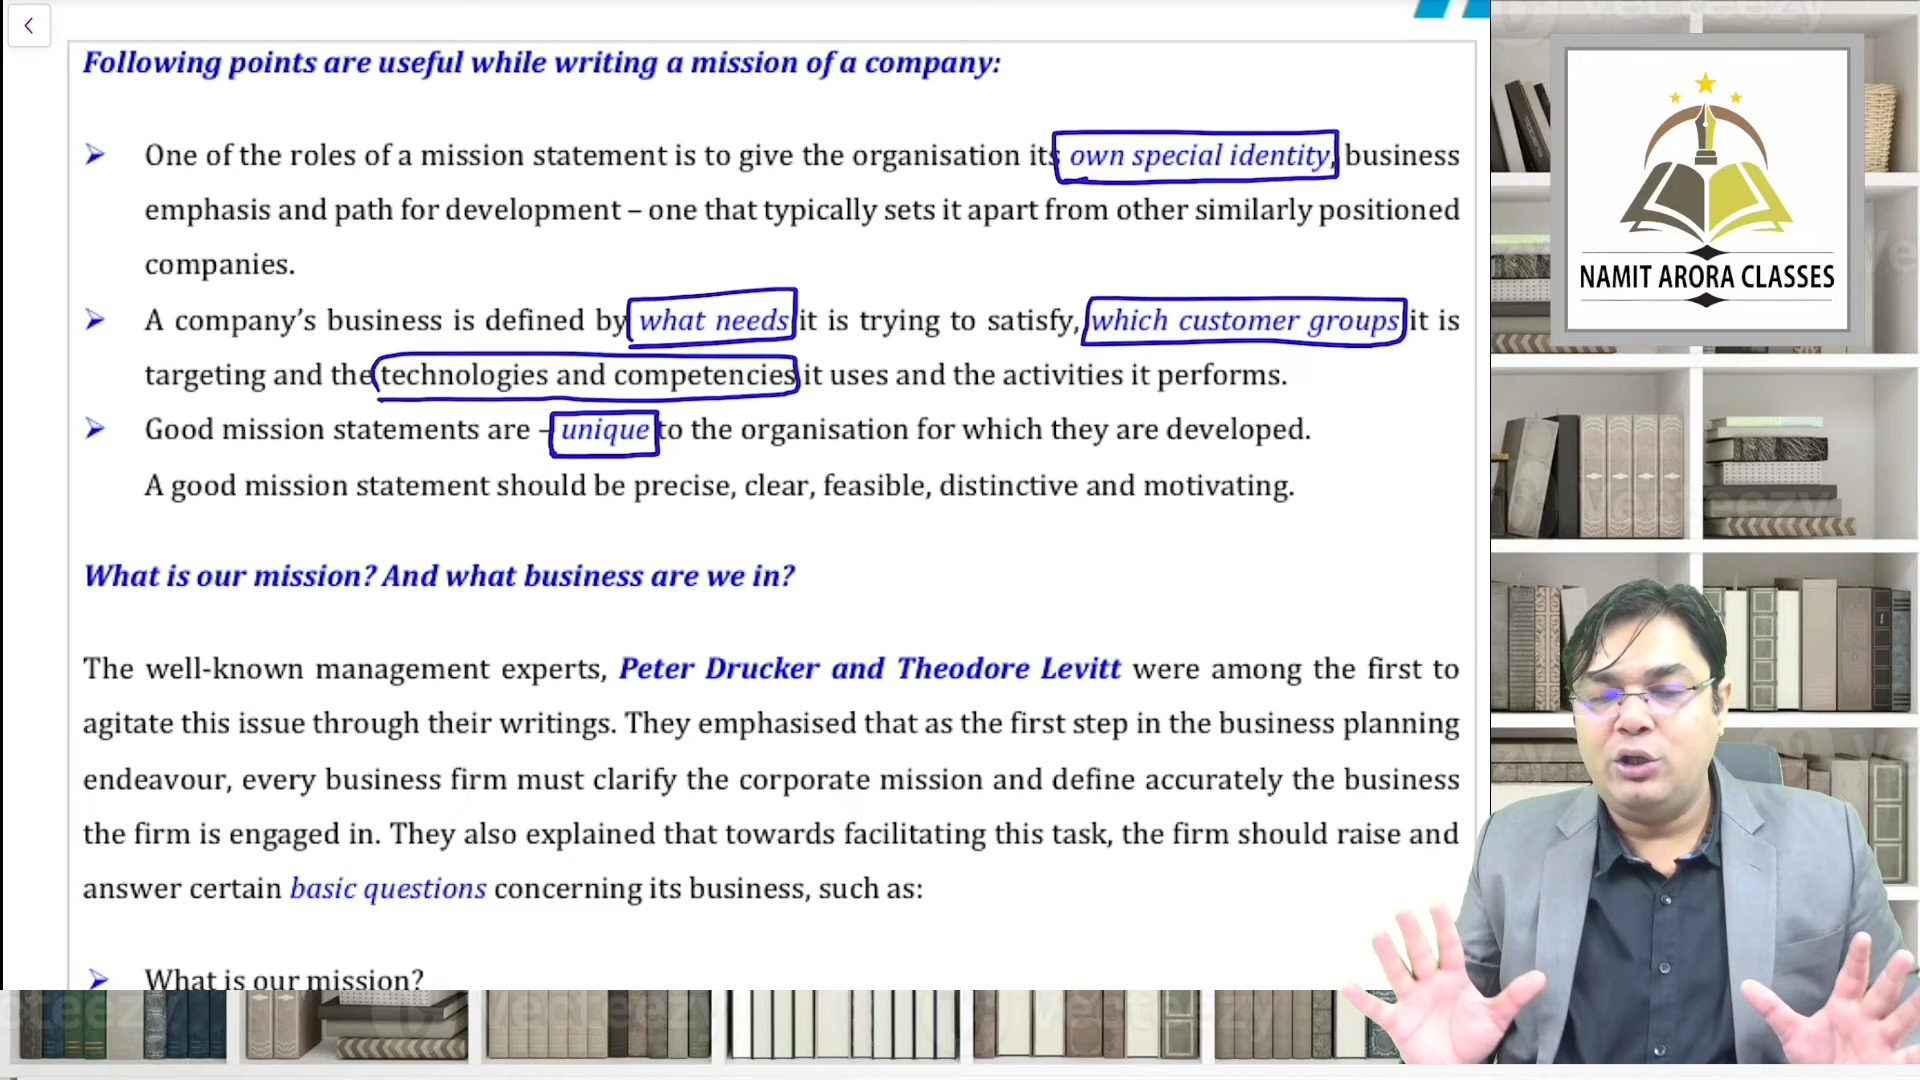 Following points are useful while writing a mission of a company:
One of the roles of a mission statement is to give the organisation its own special identity, business
emphasis and path for development – one that typically sets it apart from other similarly positioned
companies.
A company's business is defined by what needs it is trying to satisfy, which customer groups it is
targeting and the technologies and competencies it uses and the activities it performs.
Good mission statements are – unique to the organisation for which they are developed.
A good mission statement should be precise, clear, feasible, distinctive and motivating.
What is our mission? And what business are we in?
The well-known management experts, Peter Drucker and Theodore Levitt were among the first to
agitate this issue through their writings. They emphasised that as the first step in the business planning
endeavour, every business firm must clarify the corporate mission and define accurately the business
the firm is engaged in. They also explained that towards facilitating this task, the firm should raise and
answer certain basic questions concerning its business, such as:
What is our mission?
NAMIT ARORA CLASSES